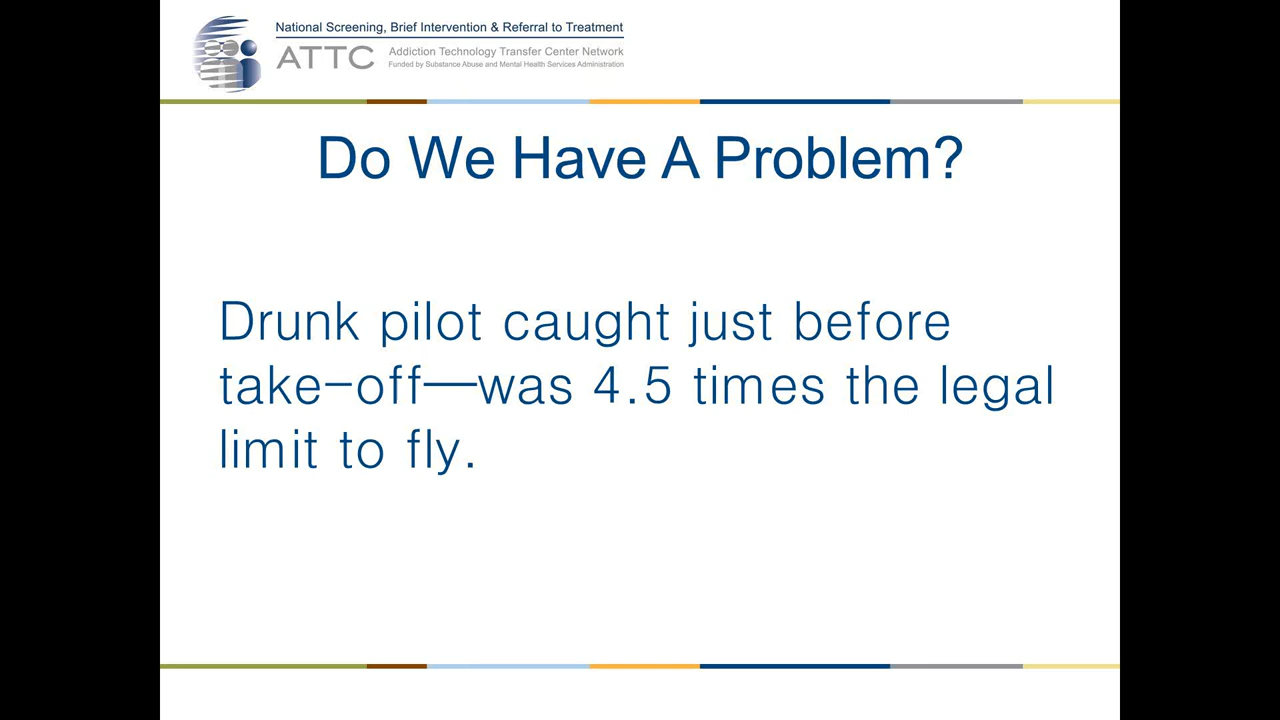 National Screening, Brief Intervention & Referral to Treatment
ATTC Addiction Technology Transfer Center Network
Funded by Substance Abuse and Mental Health Services Administration
Do We Have A Problem?
Drunk pilot caught just before
take-off—was 4.5 times the legal
limit to fly.